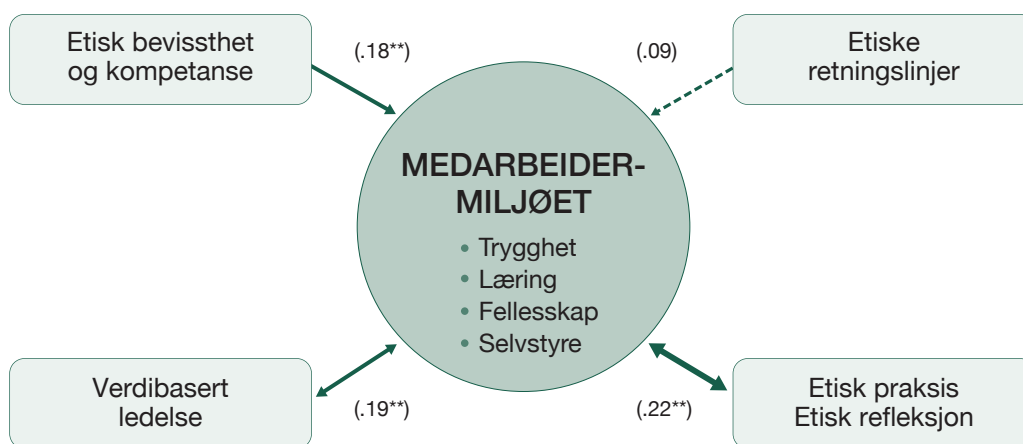 Etisk bevissthet
og kompetanse
(.18**)
(.09)
Etiske
retningslinjer
MEDARBEIDER-
MILJØET
• Trygghet
• Læring
• Fellesskap
• Selvstyre
Verdibasert
ledelse
(.19**)
(.22**)
Etisk praksis
Etisk refleksjon